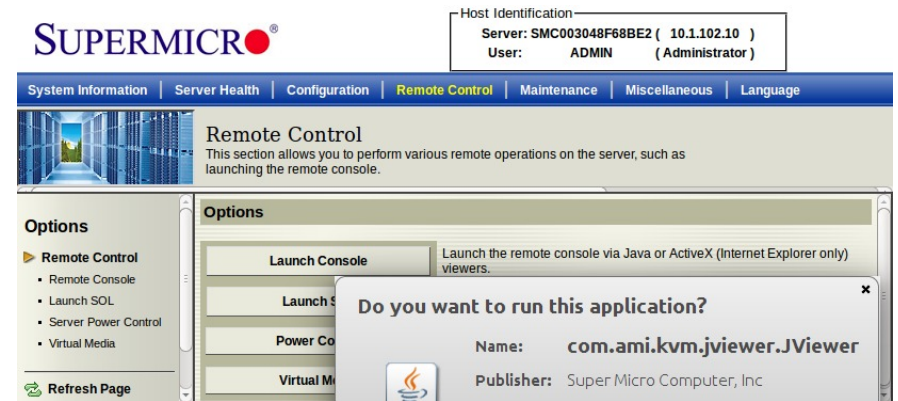 SUPERMICRO®
Host Identification
Server: SMC003048F68BE2 ( 10.1.102.10 )
User: ADMIN ( Administrator )
System Information | Server Health | Configuration | Remote Control | Maintenance | Miscellaneous | Language
Remote Control
This section allows you to perform various remote operations on the server, such as
launching the remote console.
Options
Remote Control
Remote Console
Launch SOL
Server Power Control
Virtual Media
Refresh Page
Options
Launch Console
Launch the remote console via Java or ActiveX (Internet Explorer only)
viewers.
Launch
Power
Virtual
Do you want to run this application?
Name: com.ami.kvm.jviewer.JViewer
Publisher: Super Micro Computer, Inc